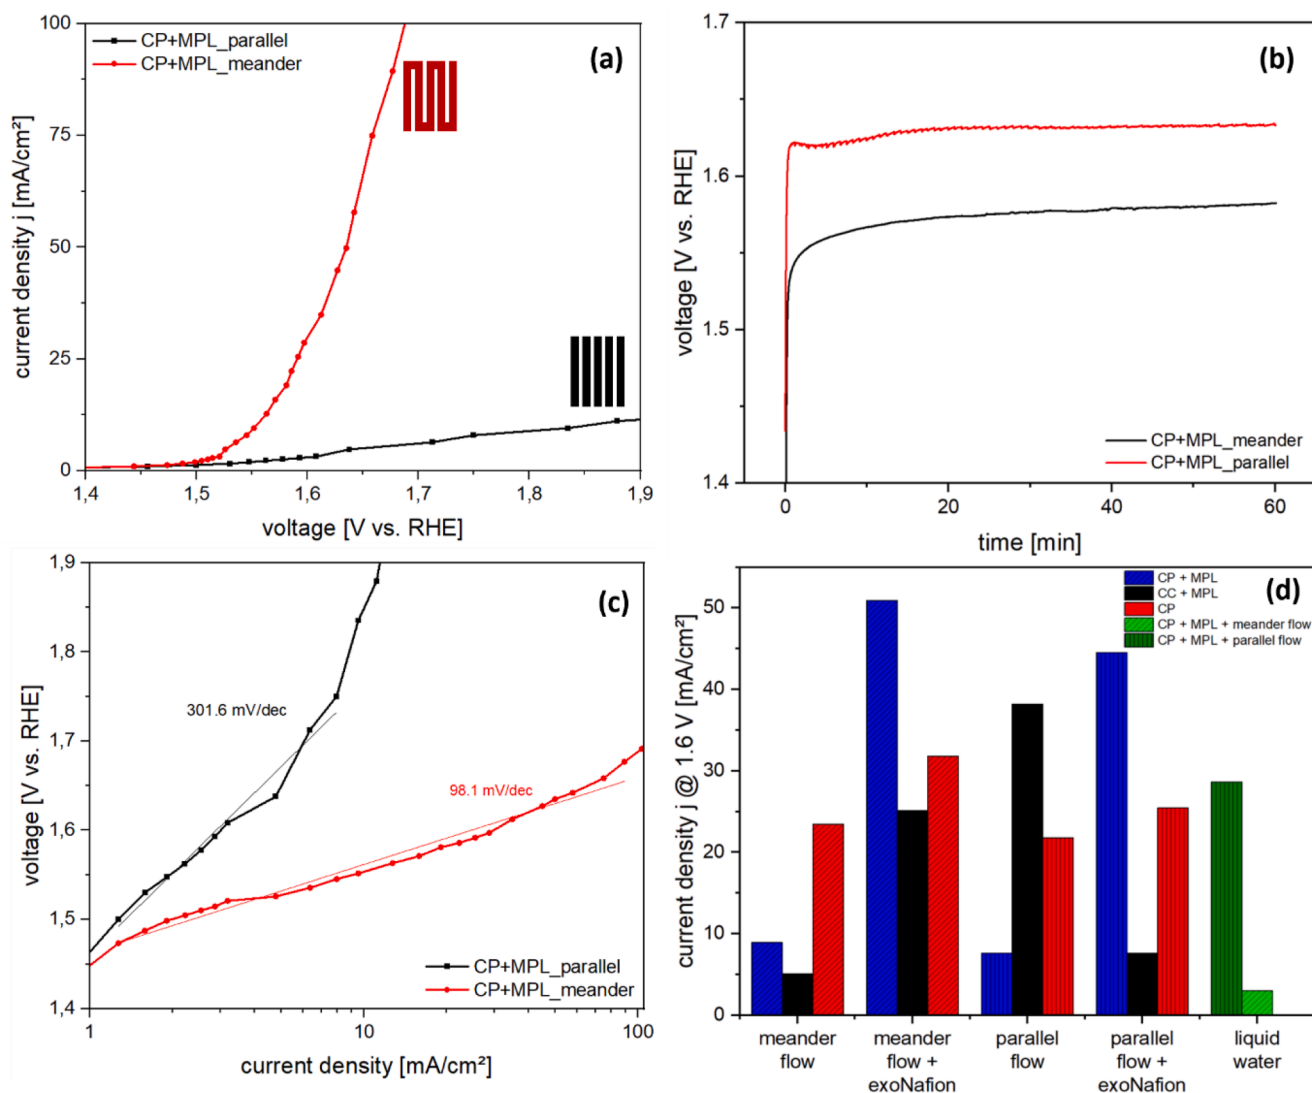 CP+MPL_parallel
CP+MPL_meander
(a)
100
75
50
25
0
current density j [mA/cm²]
1,4 1,5 1,6 1,7 1,8 1,9
voltage [V vs. RHE]
(b)
1.7
1.6
1.5
1.4
voltage [V vs. RHE]
CP+MPL_meander
CP+MPL_parallel
0 20 40 60
time [min]
(c)
1,9
1,8
1,7
1,6
1,5
1,4
voltage [V vs. RHE]
301.6 mV/dec
98.1 mV/dec
CP+MPL_parallel
CP+MPL_meander
1 10 100
current density [mA/cm²]
CP + MPL
CC + MPL
CP
CP + MPL + meander flow
CP + MPL + parallel flow
(d)
50
40
30
20
10
0
current density j @ 1.6 V [mA/cm²]
meander
flow
meander
flow +
exoNafion
parallel
flow
parallel
flow +
exoNafion
liquid
water